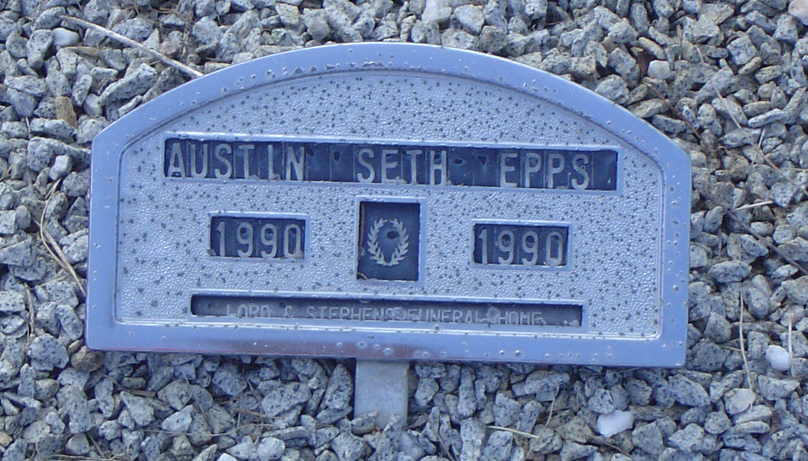 AUSTIN SETH EPPS
1990 1990
LORD & STEPHENS FUNERAL HOME